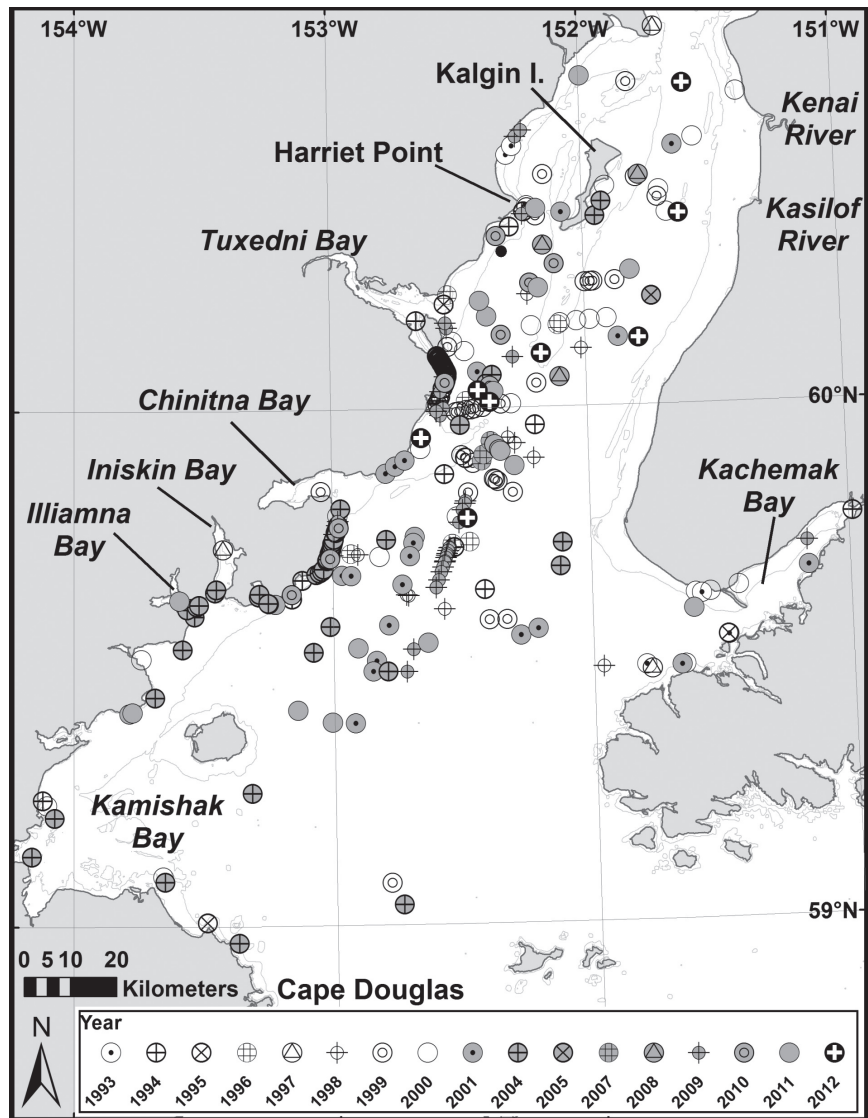 154°W 153°W 152°W 151°W
Kalgin I.
Kenai
River
Harriet Point
Kasilof
River
Tuxedni Bay
60°N
Chinitna Bay
Iniskin Bay
Kachemak
Bay
Illiamna
Bay
Kamishak
Bay
59°N
0 5 10 20
Kilometers
Cape Douglas
N
Year
1993 1994 1995 1996 1997 1998 1999 2000 2001 2004 2005 2007 2008 2009 2010 2011 2012